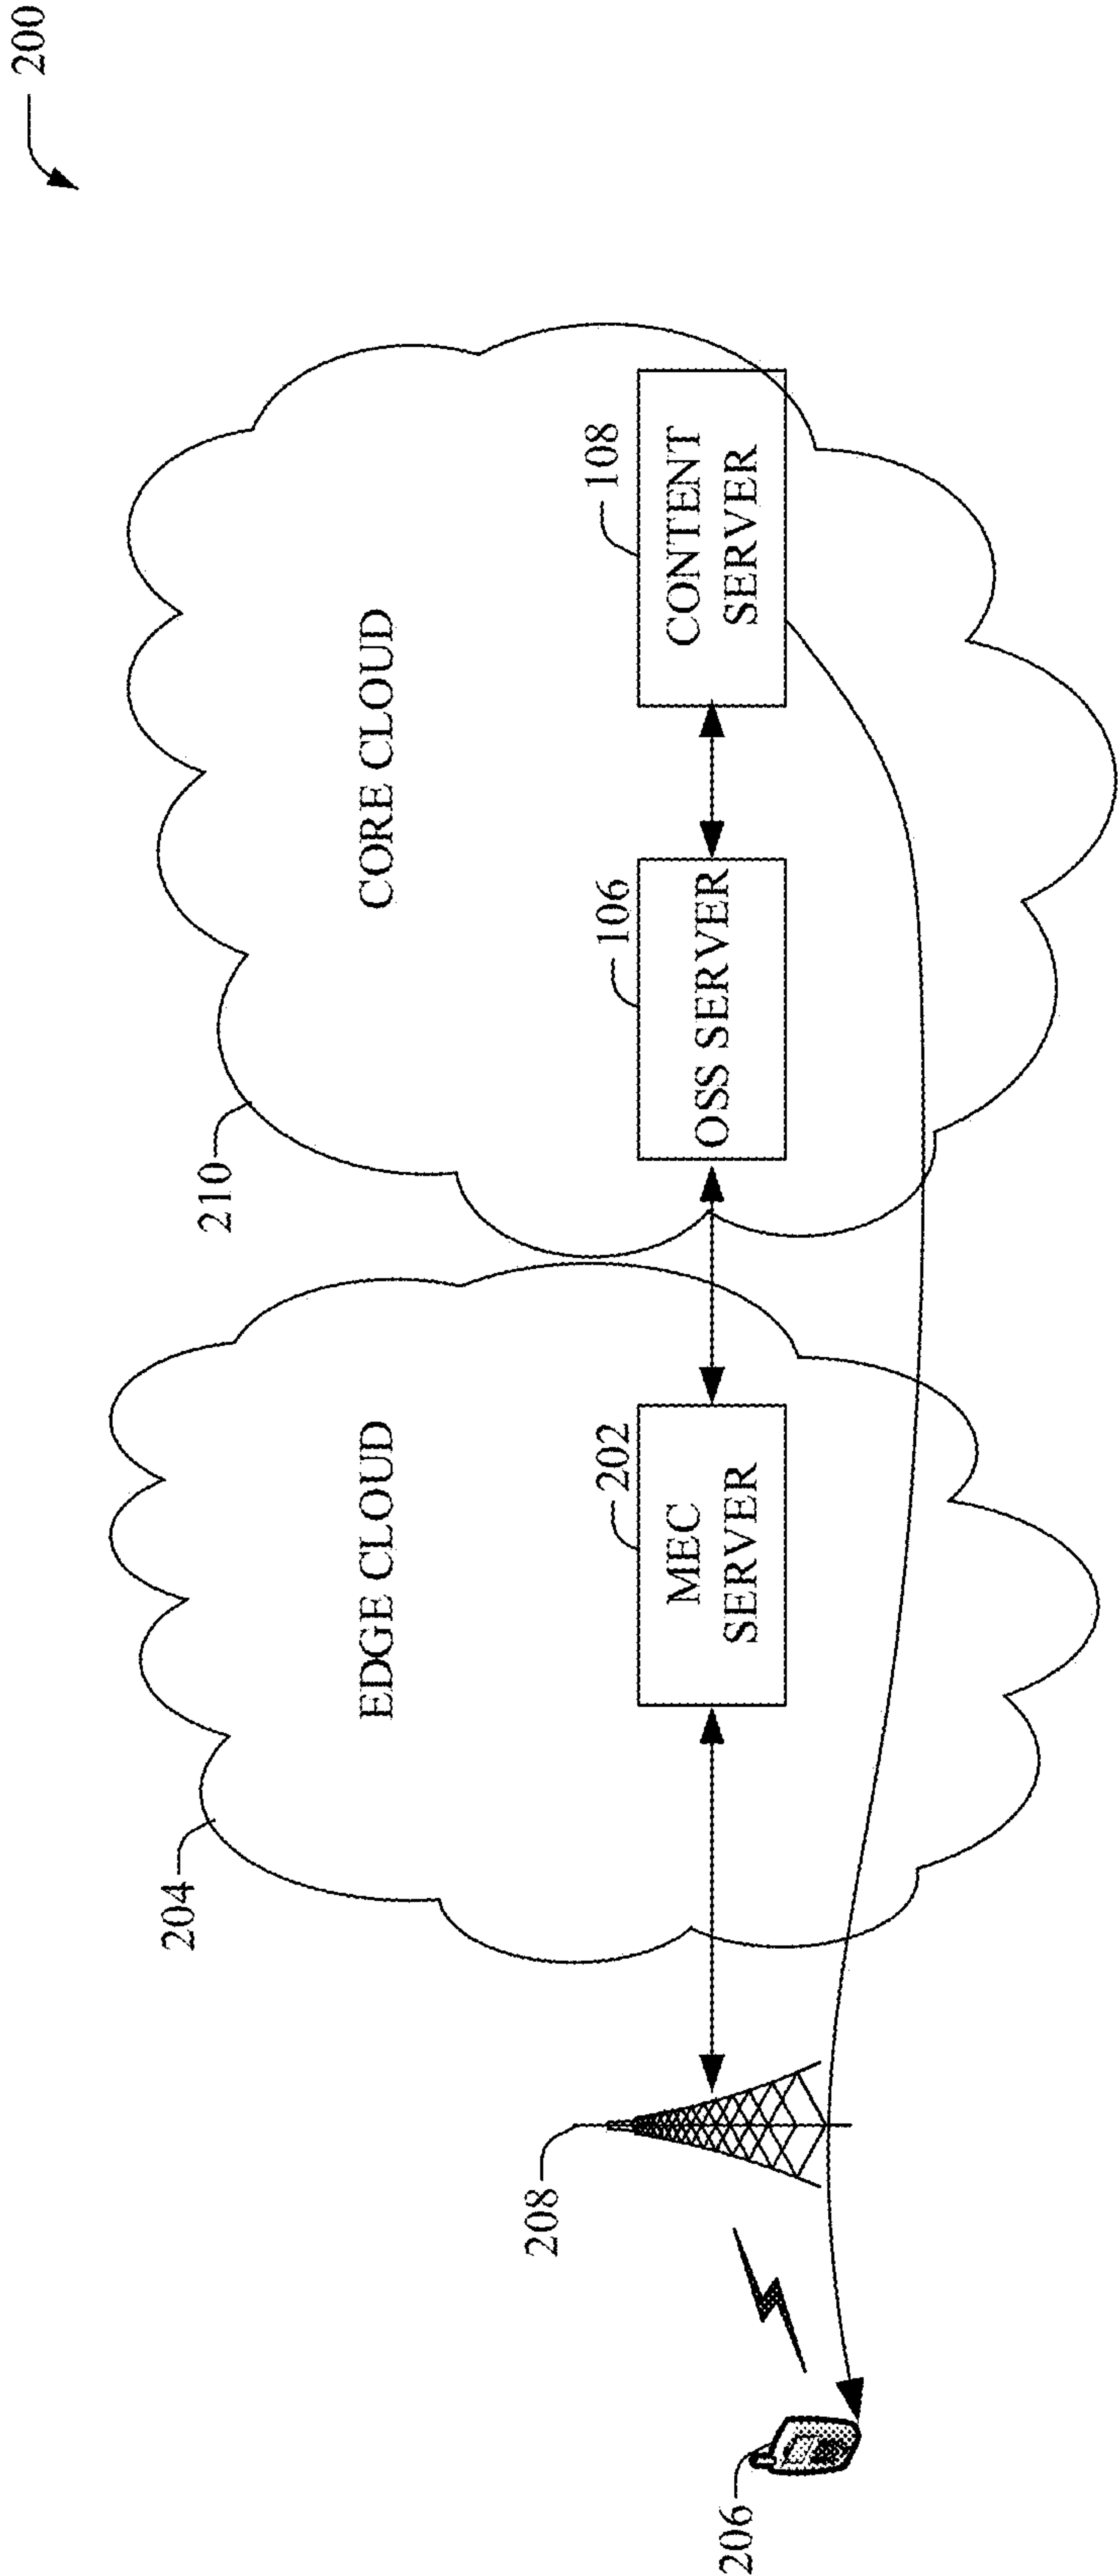 200
210
CORE CLOUD
204
EDGE CLOUD
208
202
MEC
SERVER
106
OSS SERVER
108
CONTENT
SERVER
206